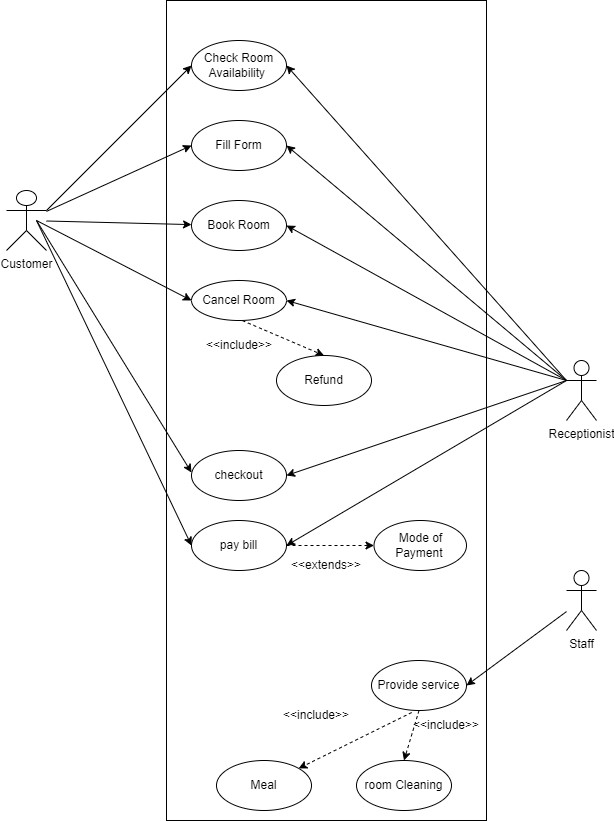 Check Room
Availability
Fill Form
Book Room
Customer
Cancel Room
<<include>>
Refund
Receptionist
checkout
pay bill
Mode of
Payment
<<extends>>
Staff
Provide service
<<include>>
<<include>>
Meal
room Cleaning